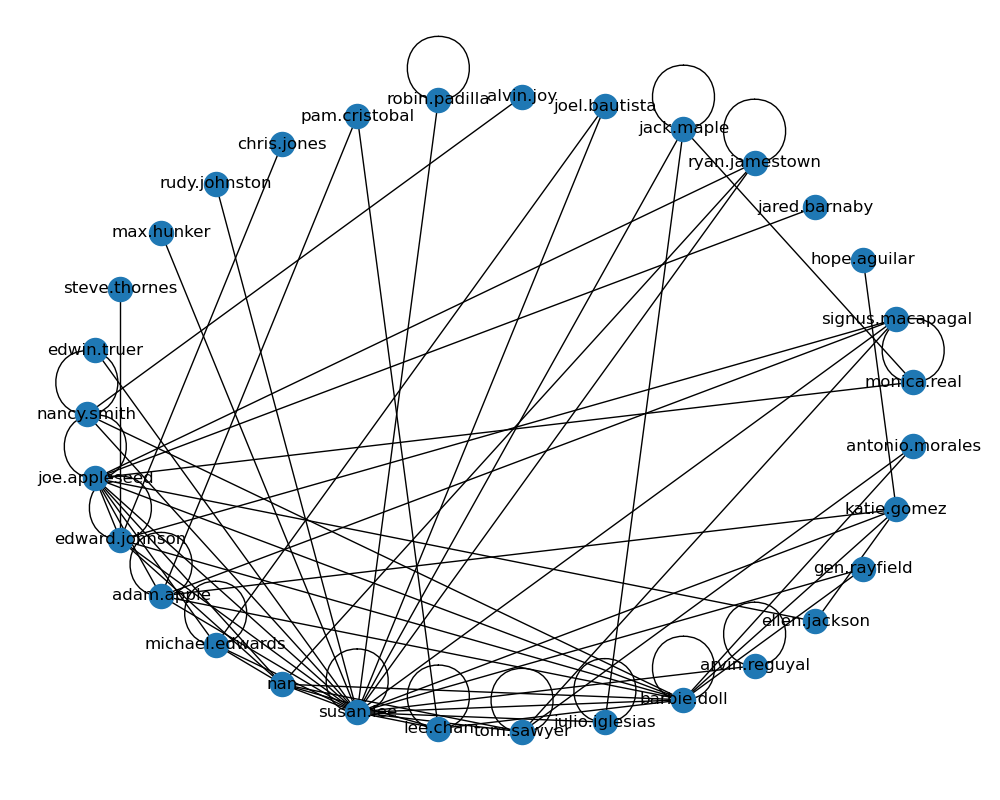 robin.padilla
alvin.joy
joel.bautista
pam.cristobal
jack.maple
chris.jones
ryan.jamestown
rudy.johnston
jared.barnaby
max.hunker
hope.aguilar
steve.thornes
signus.macapagal
edwin.truer
monica.real
nancy.smith
antonio.morales
joe.appleseed
katie.gomez
edward.johnson
gen.rayfield
adam.apple
ellen.jackson
michael.edwards
arvin.reguyal
nan
barbie.doll
susan.lee
lee.chan
tom.sawyer
julio.iglesias